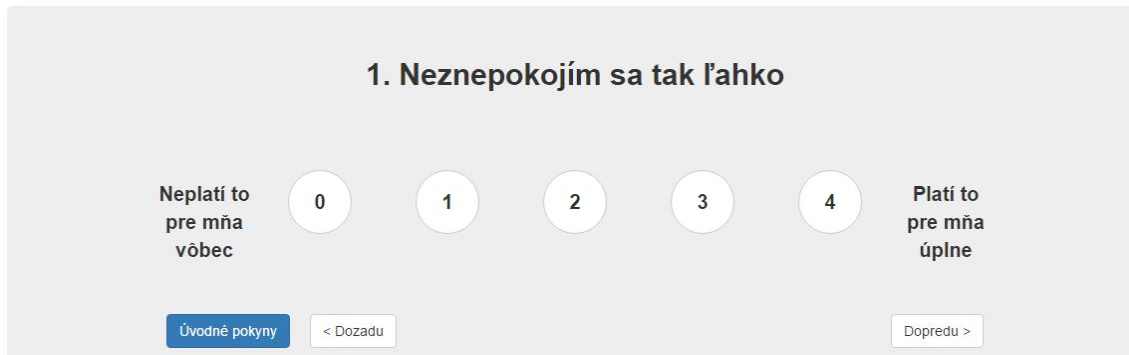 1. Neznepokojím sa tak ľahko
Neplatí to
pre mňa
vôbec
0
1
2
3
4
Platí to
pre mňa
úplne
Úvodné pokyny
< Dozadu
Dopredu >